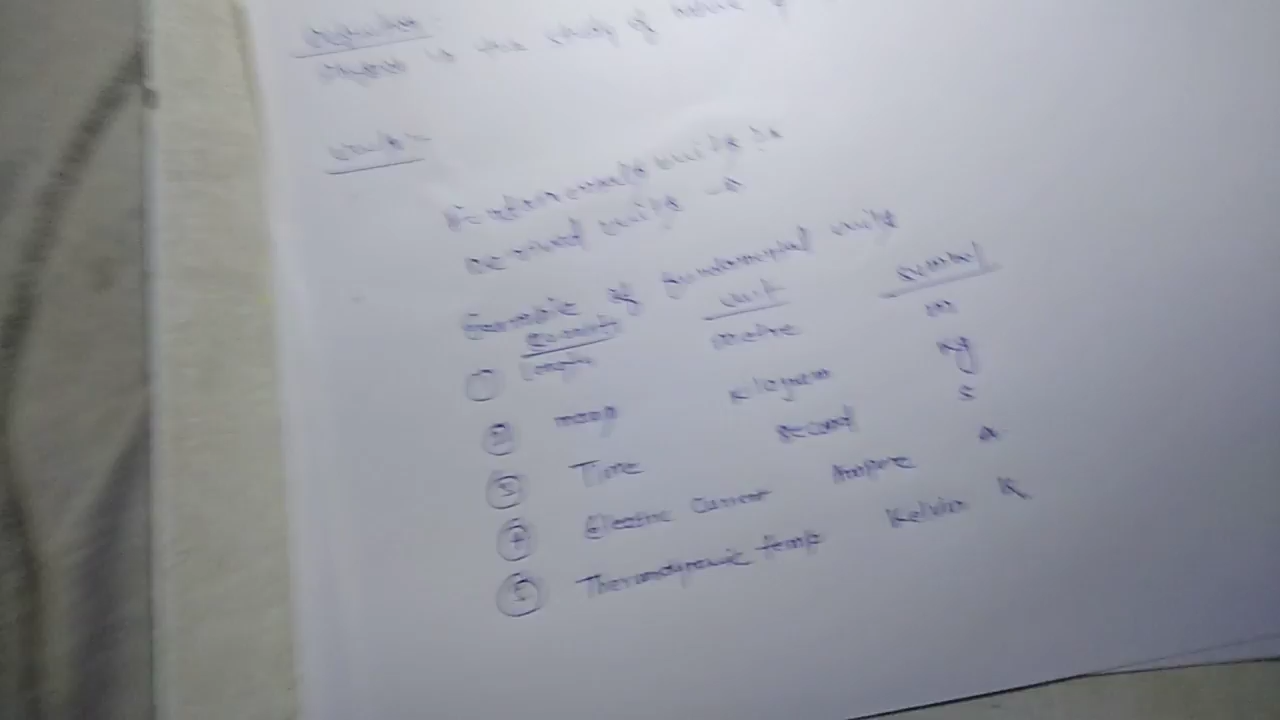 Definition
Physics is the study of nature
Units -
Fundamental units
Derived units
Example of fundamental units
Quantity Unit Symbol
① Length metre m
② mass kilogram kg
③ Time second s
④ Electric Current Ampere A
⑤ Thermodynamic temp Kelvin K